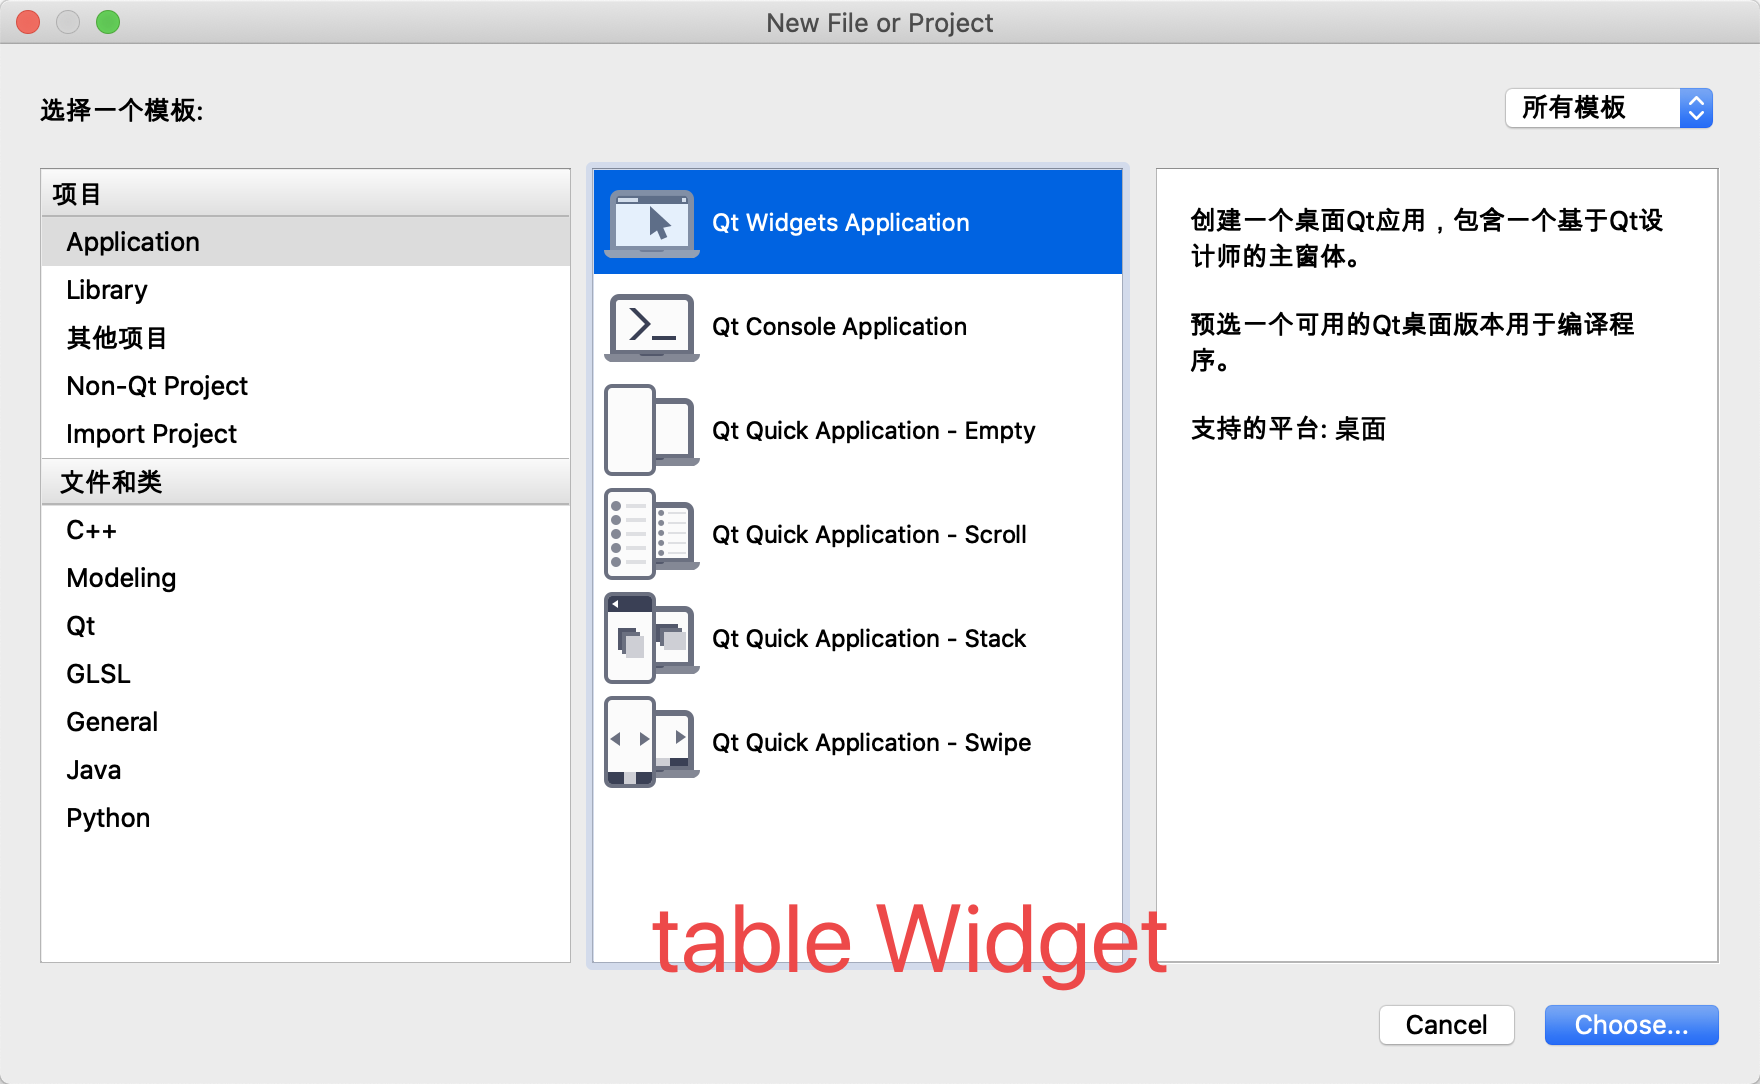 New File or Project
选择一个模板:
所有模板
项目
Application
Library
其他项目
Non-Qt Project
Import Project
文件和类
C++
Modeling
Qt
GLSL
General
Java
Python
Qt Widgets Application
Qt Console Application
Qt Quick Application - Empty
Qt Quick Application - Scroll
Qt Quick Application - Stack
Qt Quick Application - Swipe
创建一个桌面Qt应用，包含一个基于Qt设
计师的主窗体。
预选一个可用的Qt桌面版本用于编译程
序。
支持的平台: 桌面
table Widget
Cancel
Choose...